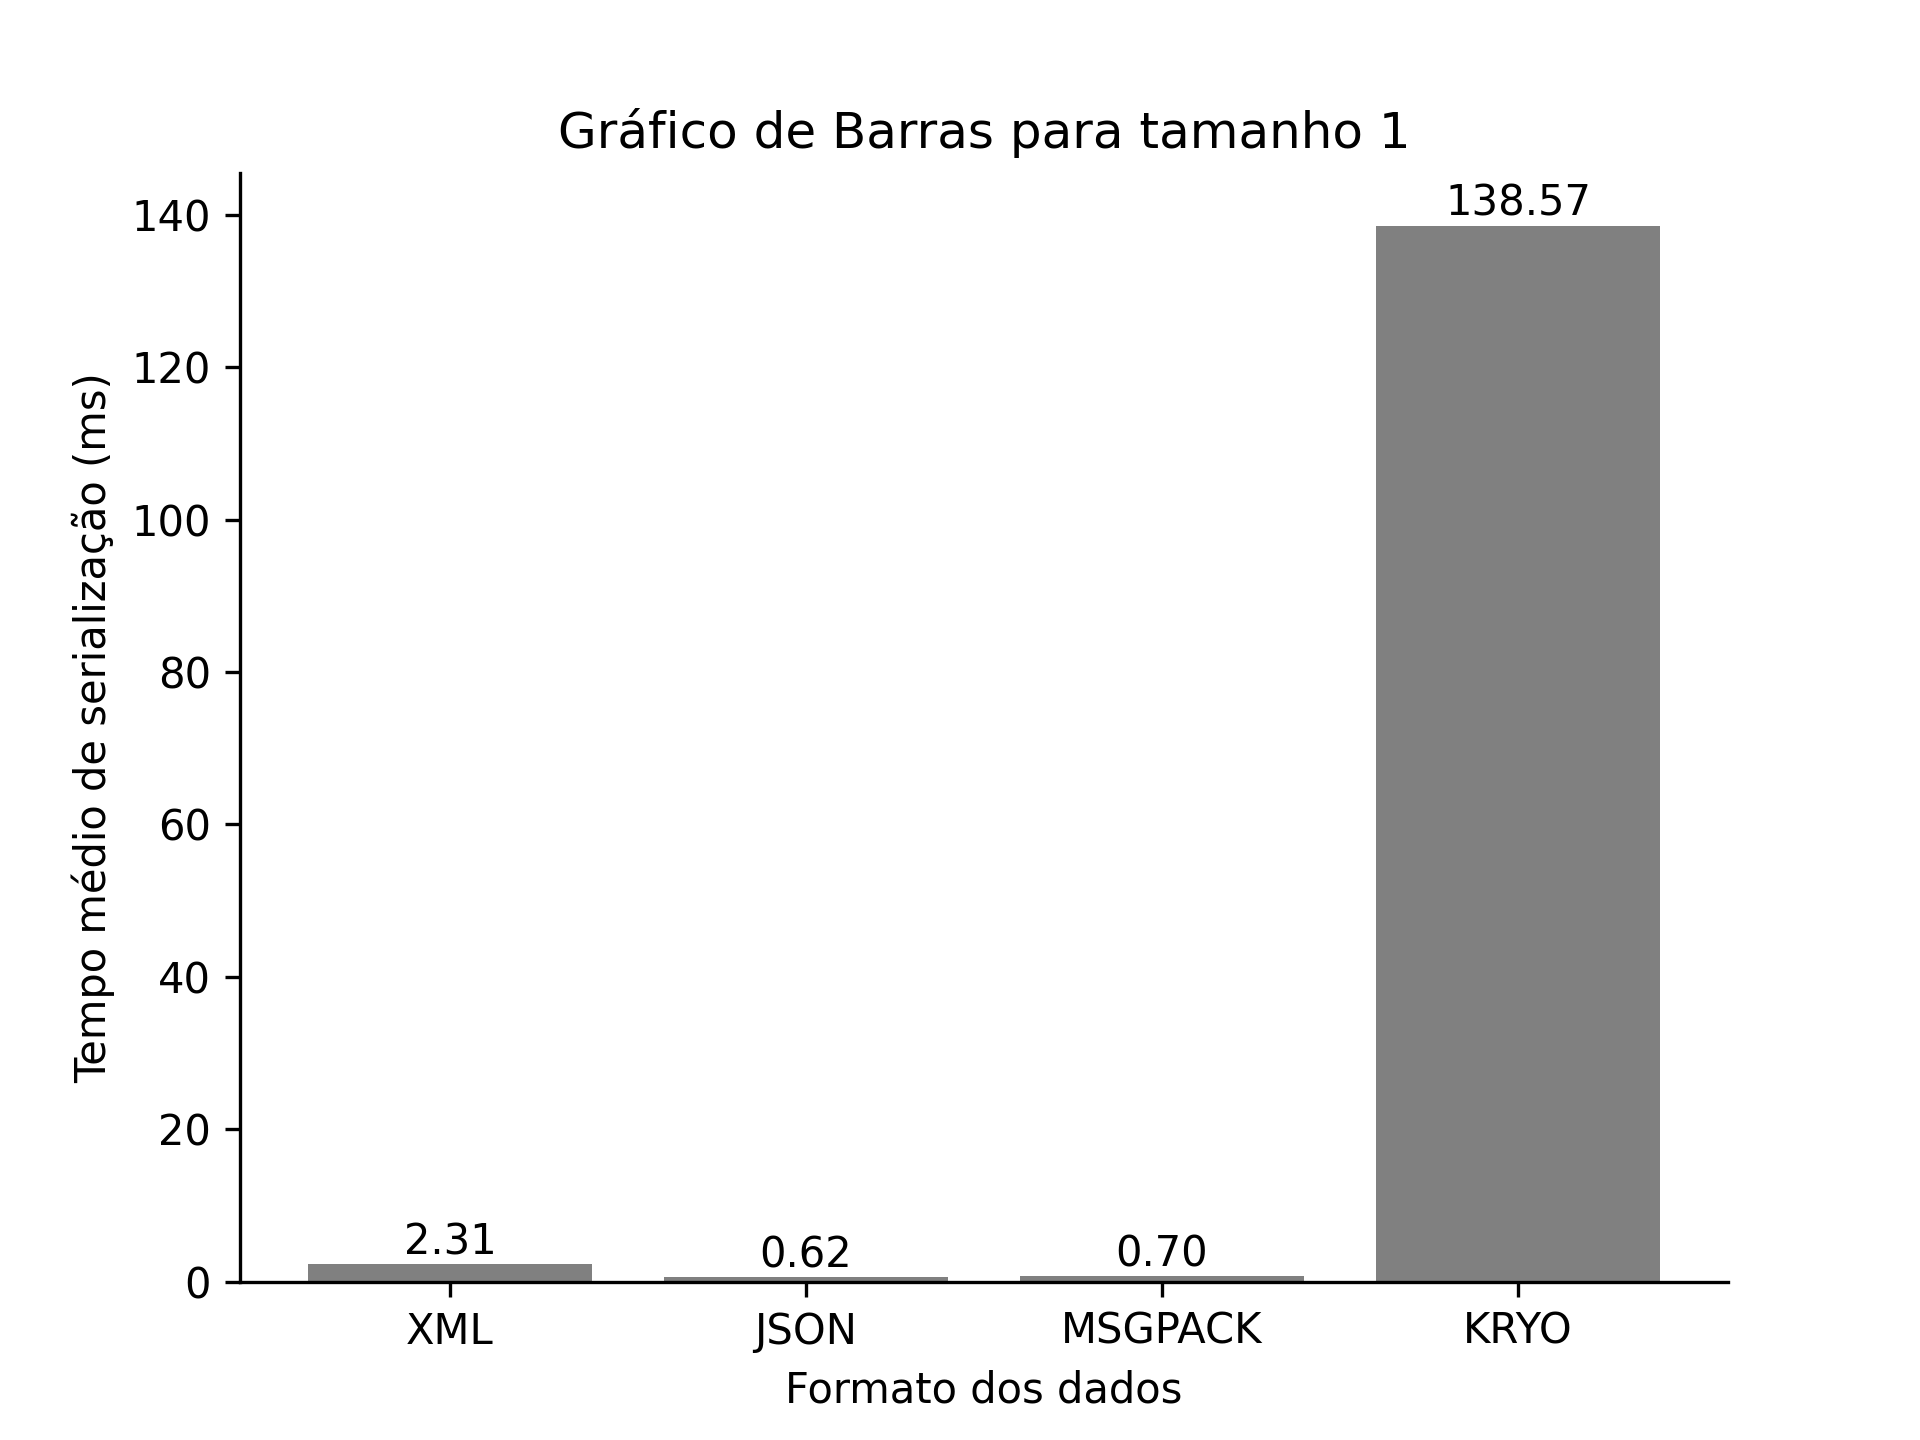 Gráfico de Barras para tamanho 1
Tempo médio de serialização (ms)
140
120
100
80
60
40
20
0
2.31
0.62
0.70
138.57
XML
JSON
MSGPACK
KRYO
Formato dos dados